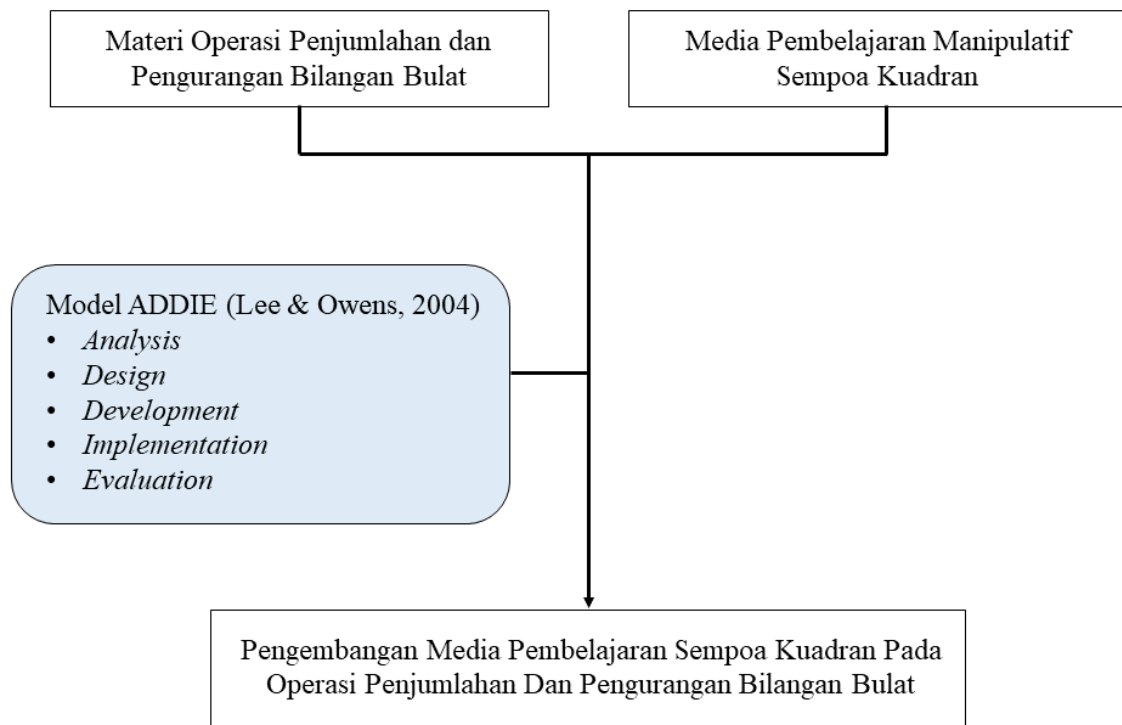 Materi Operasi Penjumlahan dan
Pengurangan Bilangan Bulat
Media Pembelajaran Manipulatif
Sempoa Kuadran
Model ADDIE (Lee & Owens, 2004)
• Analysis
• Design
• Development
• Implementation
• Evaluation
Pengembangan Media Pembelajaran Sempoa Kuadran Pada
Operasi Penjumlahan Dan Pengurangan Bilangan Bulat